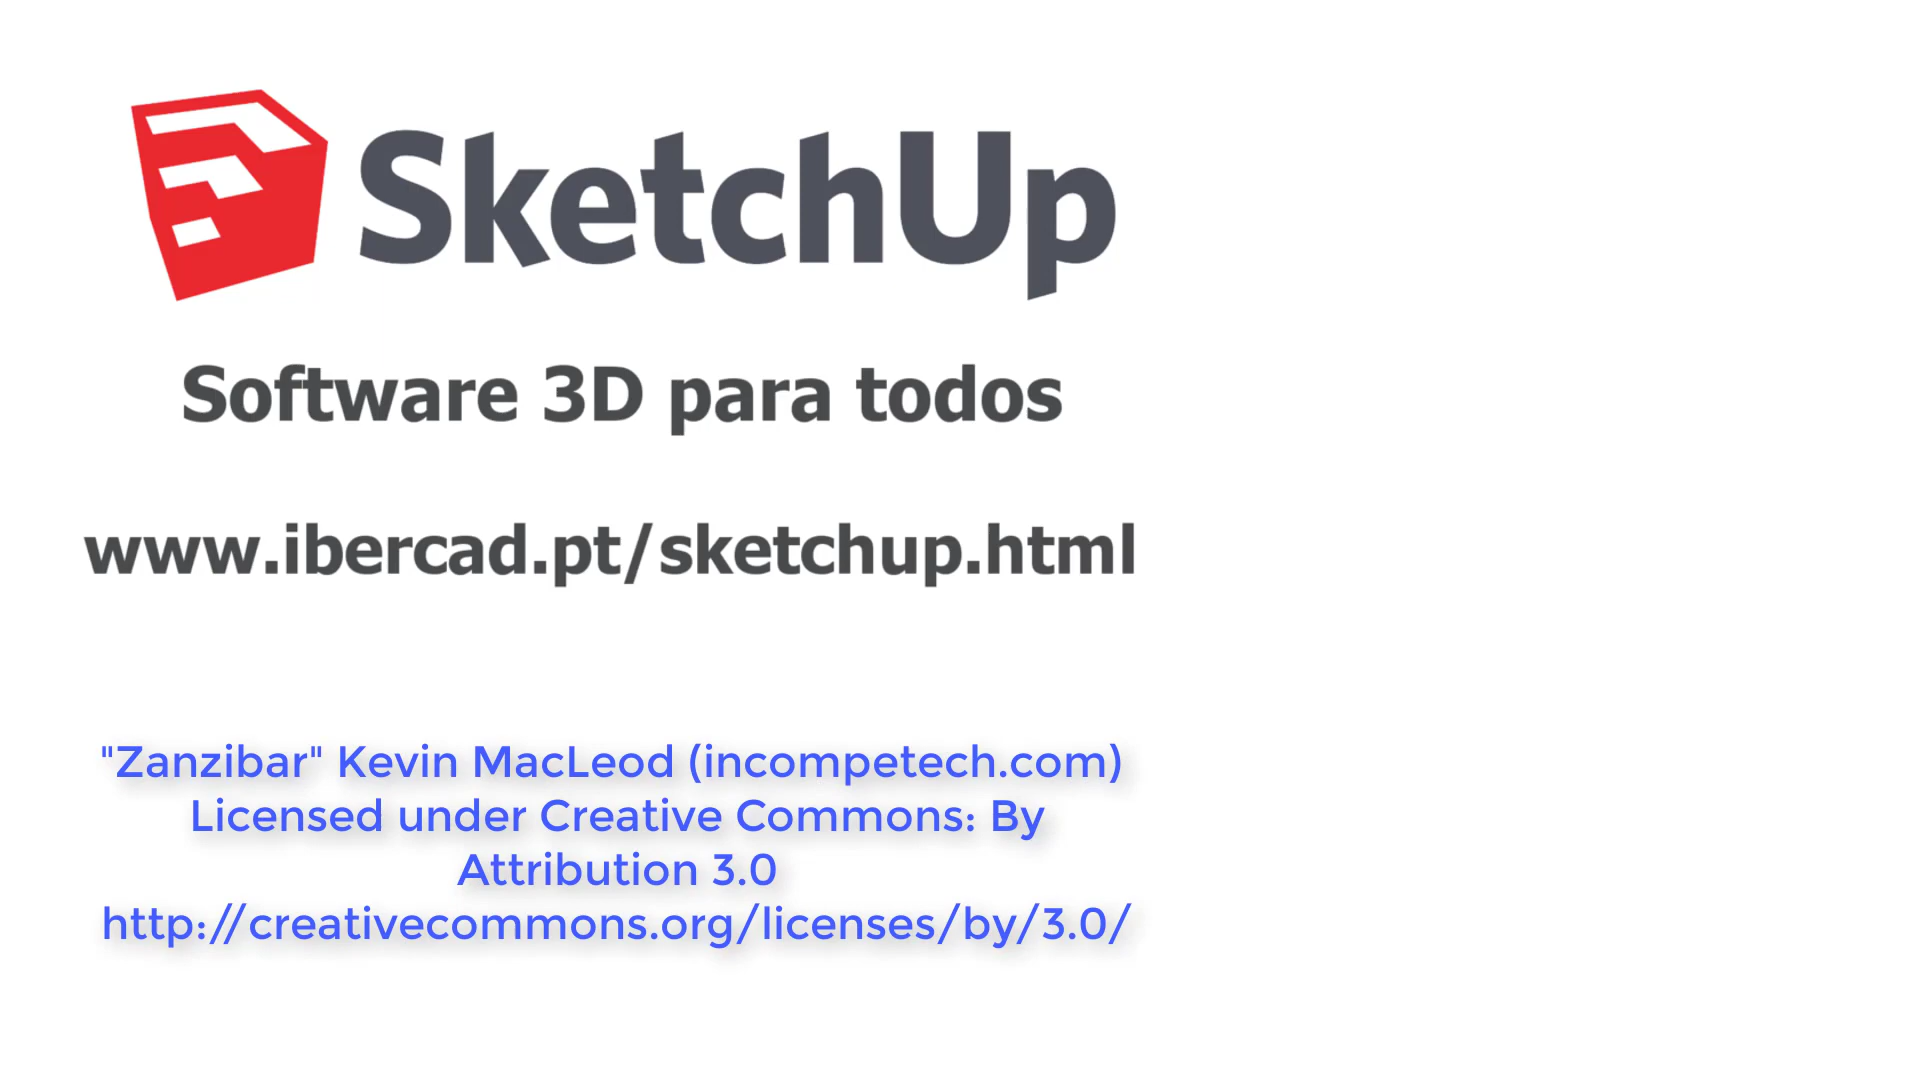 SketchUp
Software 3D para todos
www.ibercad.pt/sketchup.html
"Zanzibar" Kevin MacLeod (incompetech.com)
Licensed under Creative Commons: By
Attribution 3.0
http://creativecommons.org/licenses/by/3.0/